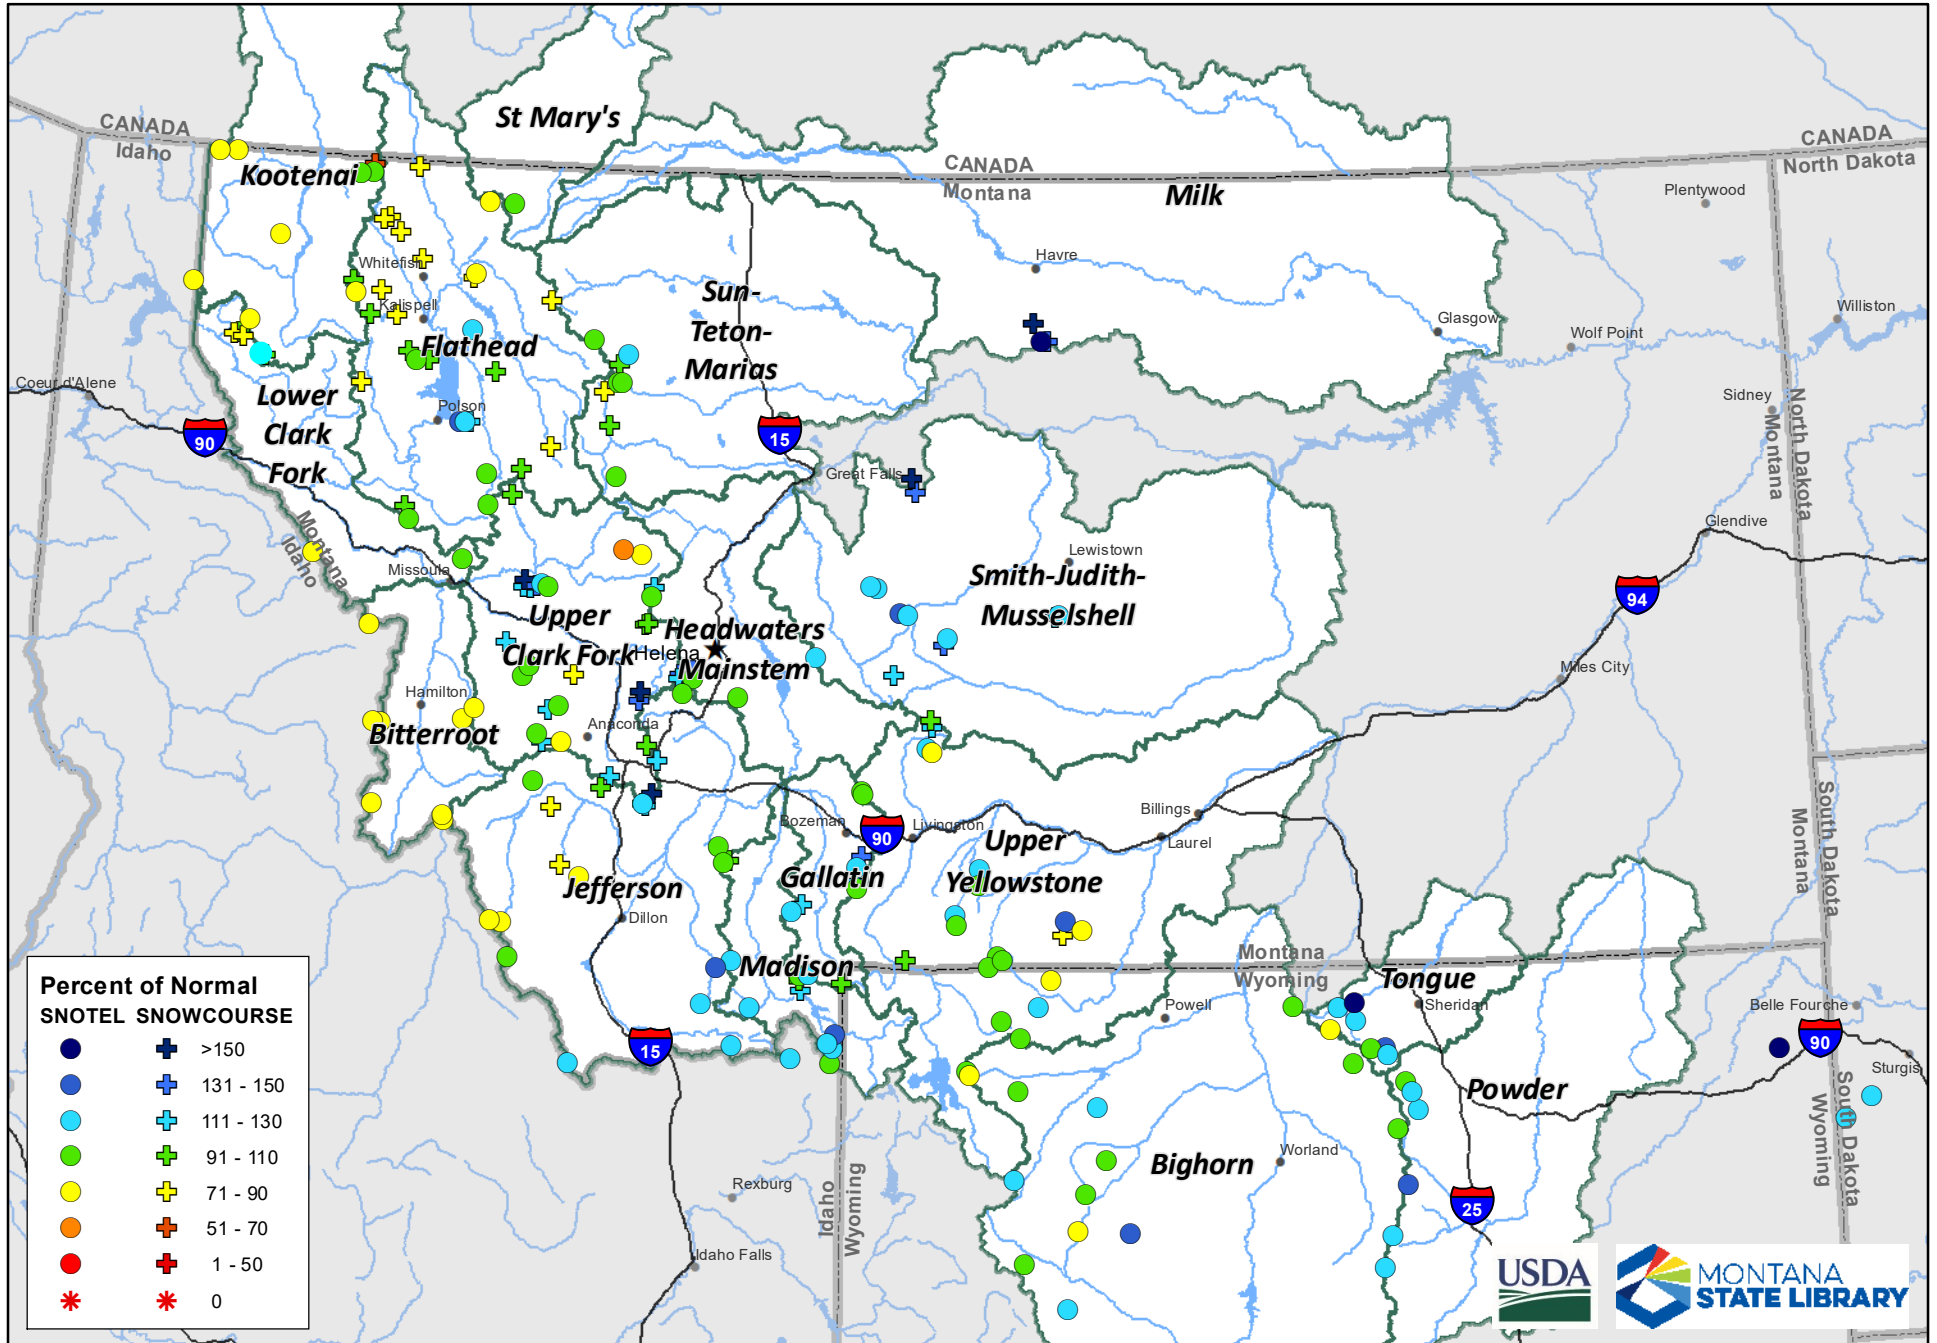 CANADA
Idaho
St Mary's
CANADA
Montana
CANADA
North Dakota
Kootenai
Milk
Plentywood
Whitefish
Havre
Kalispell
Sun-
Teton-
Marias
Williston
Glasgow
Wolf Point
Flathead
Coeur d'Alene
Lower
Clark
Fork
Polson
Sidney
North Dakota
Montana
90
15
Great Falls
Montana
Idaho
Glendive
Missoula
Lewistown
Smith-Judith-
Musselshell
94
Upper
Clark Fork
Headwaters
Mainstem
Helena
Miles City
Hamilton
Bitterroot
Anaconda
South Dakota
Montana
Billings
Bozeman
90
Livingston
Laurel
Upper
Yellowstone
Gallatin
Jefferson
Dillon
Madison
Montana
Wyoming
Tongue
Sheridan
Powell
Belle Fourche
90
15
Sturgis
Powder
South Dakota
Wyoming
Bighorn
Worland
Rexburg
Idaho
Wyoming
25
Idaho Falls
Percent of Normal
SNOTEL SNOWCOURSE
>150
131 - 150
111 - 130
91 - 110
71 - 90
51 - 70
1 - 50
0
USDA
MONTANA
STATE LIBRARY